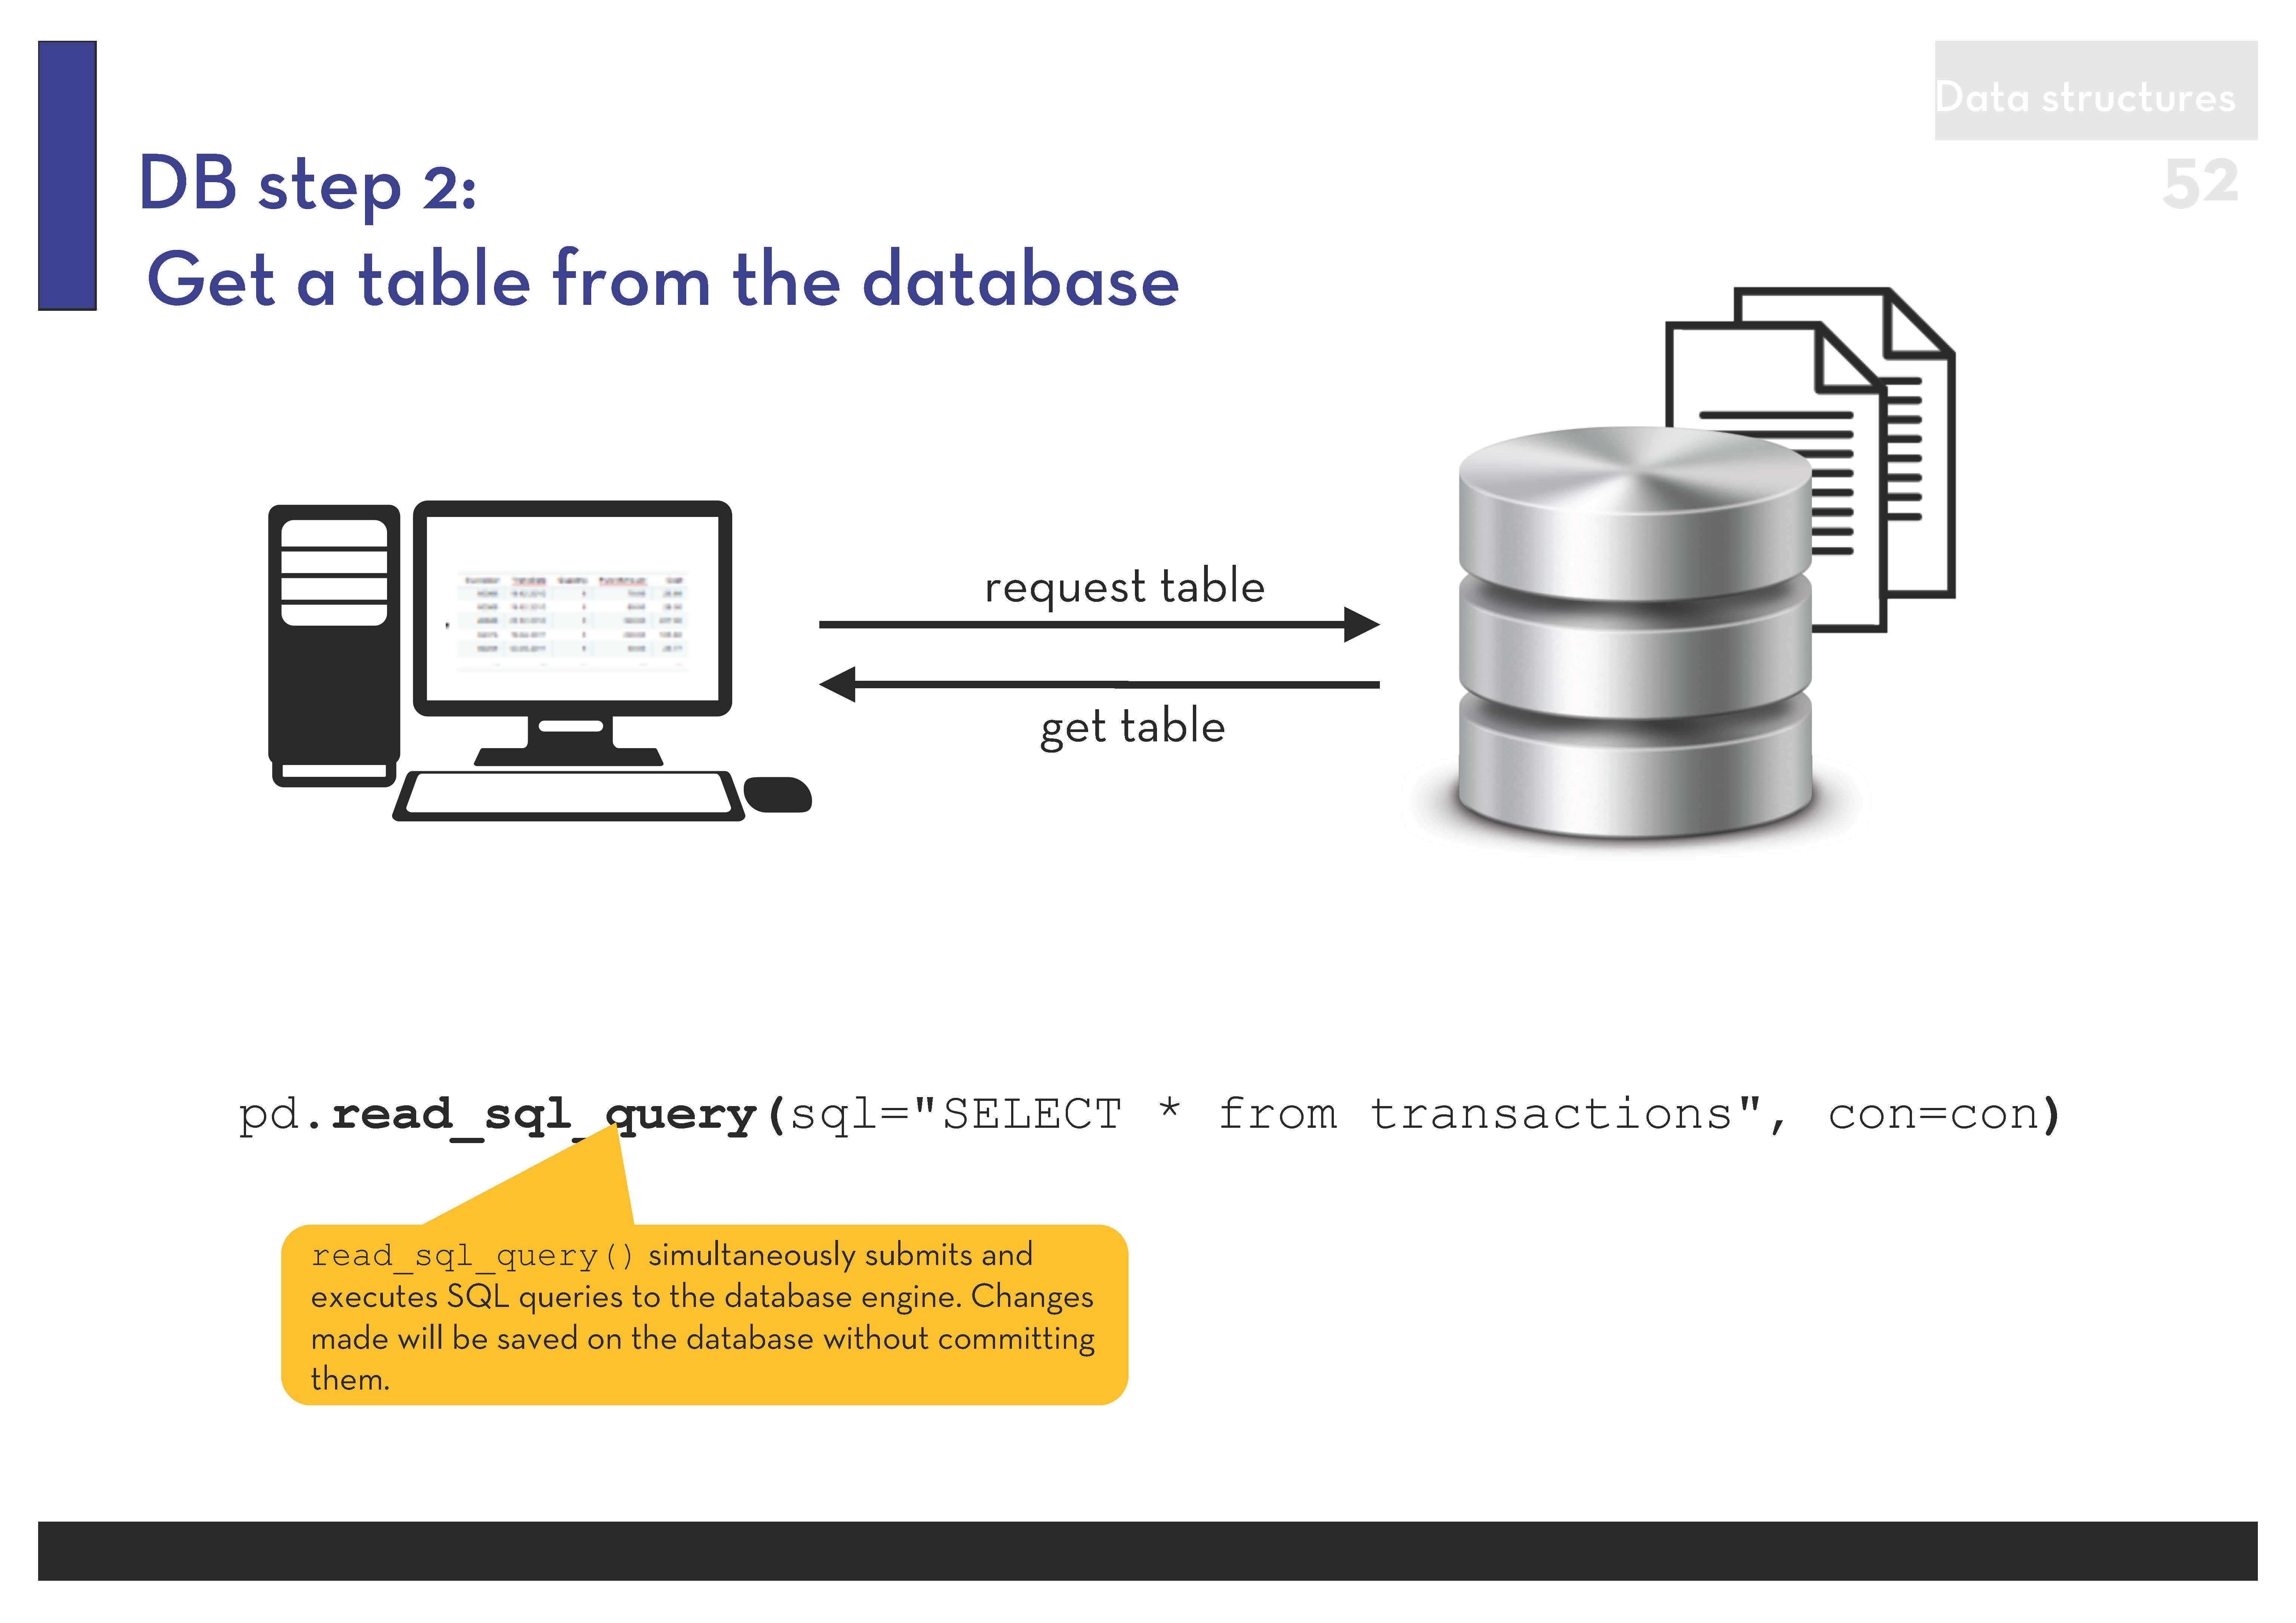 Data structures
52
DB step 2:
Get a table from the database
request table
get table
pd.read_sql_query(sql="SELECT * from transactions", con=con)
read_sql_query() simultaneously submits and
executes SQL queries to the database engine. Changes
made will be saved on the database without committing
them.